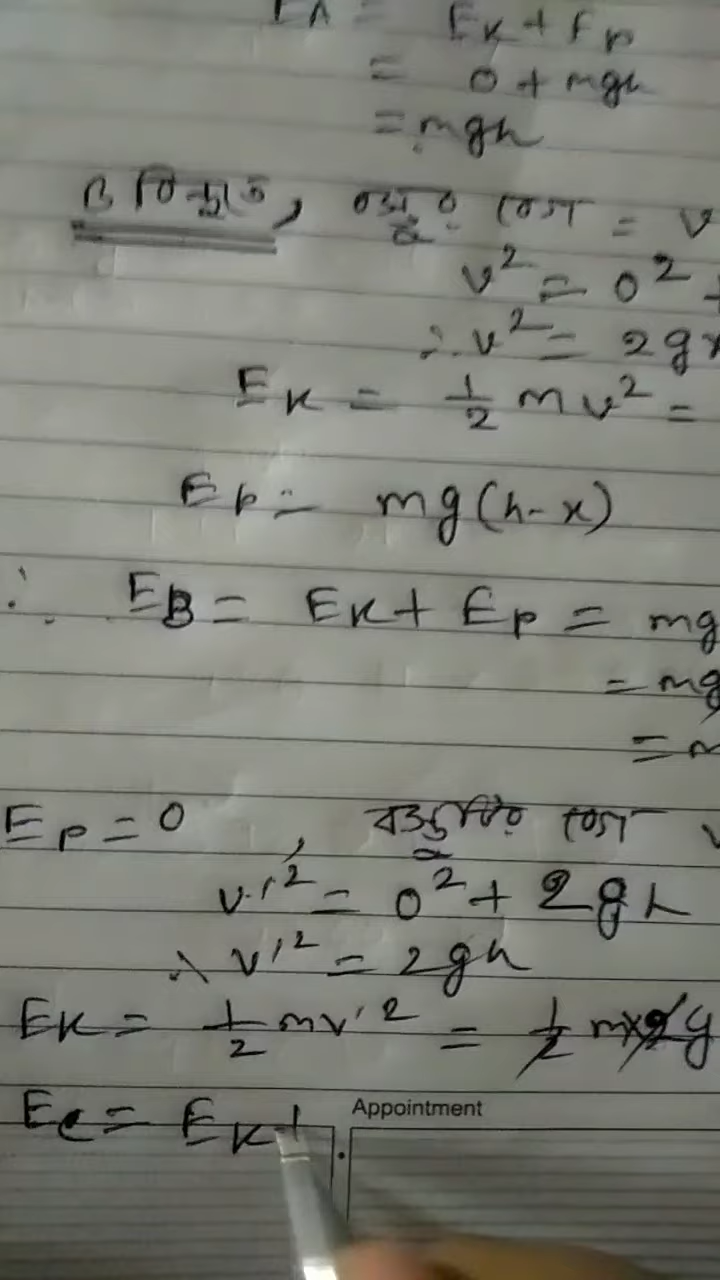 EA = EK + Ep
= 0 + mgh
= mgh
B বিন্দুতে, বস্তুর বেগ = v
v² = 0² +
∴ v² = 2gx
EK = 1/2 mv² =
Ep = mg(h-x)
∴ EB = EK + Ep = mg
= mg
= m
Ep = 0 , বস্তুটির বেগ v
v'² = 0² + 2gh
∴ v'² = 2gh
EK = 1/2 mv'² = 1/2 m×2g
Ec = EK+
Appointment